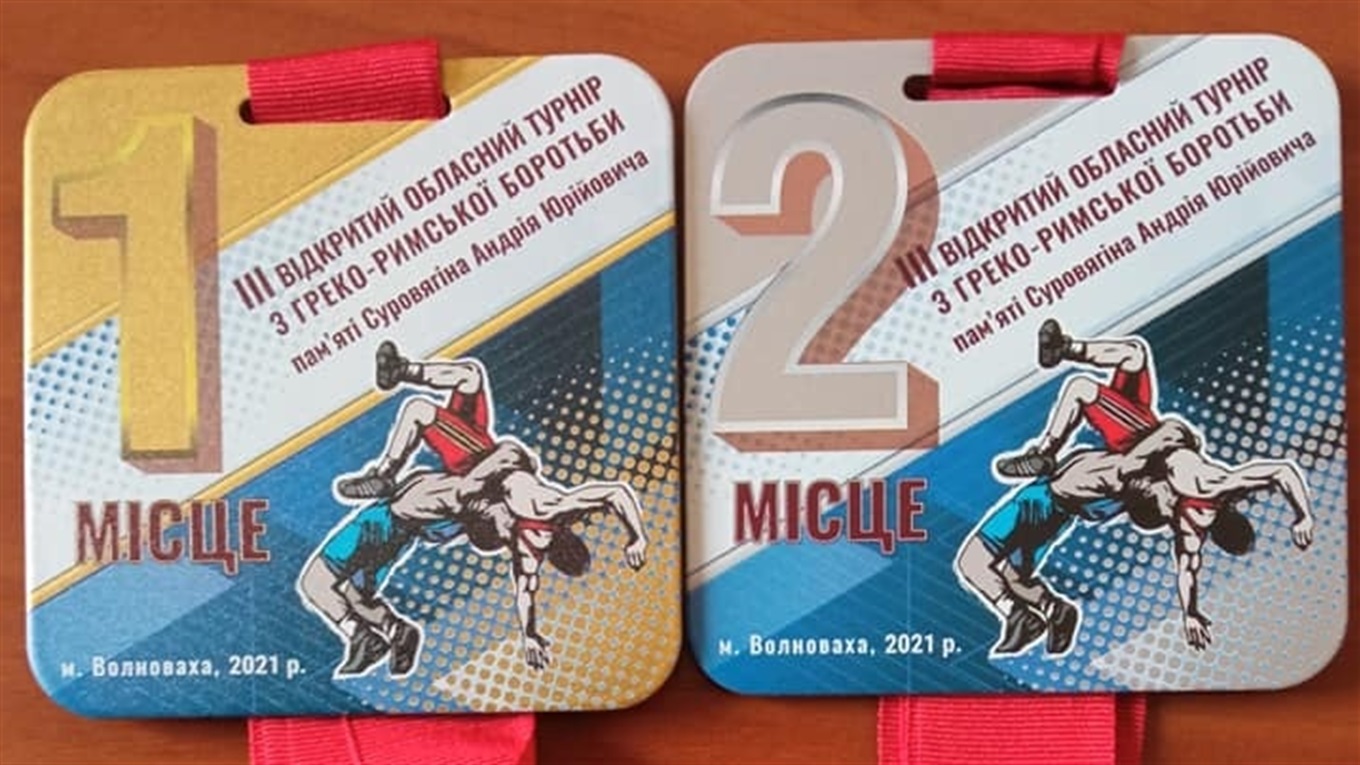 1
III ВІДКРИТИЙ ОБЛАСНИЙ ТУРНІР
З ГРЕКО-РИМСЬКОЇ БОРОТЬБИ
пам'яті Суровягіна Андрія Юрійовича
МІСЦЕ
м. Волноваха, 2021 р.
2
III ВІДКРИТИЙ ОБЛАСНИЙ ТУРНІР
З ГРЕКО-РИМСЬКОЇ БОРОТЬБИ
пам'яті Суровягіна Андрія Юрійовича
МІСЦЕ
м. Волноваха, 2021 р.